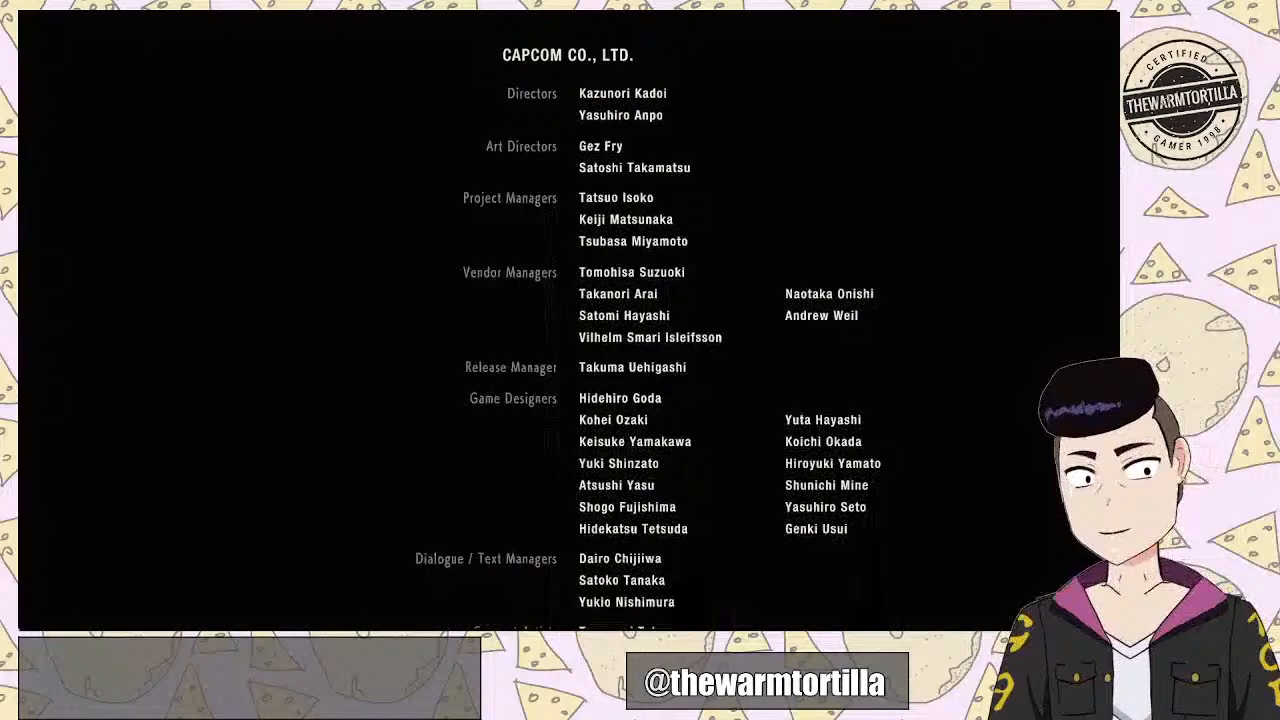 CAPCOM CO., LTD.
Directors Kazunori Kadoi
Yasuhiro Anpo
Art Directors Gez Fry
Satoshi Takamatsu
Project Managers Tatsuo Isoko
Keiji Matsunaka
Tsubasa Miyamoto
Vendor Managers Tomohisa Suzuoki
Takanori Arai Naotaka Onishi
Satomi Hayashi Andrew Weil
Vilhelm Smari Isleifsson
Release Manager Takuma Uehigashi
Game Designers Hidehiro Goda
Kohei Ozaki Yuta Hayashi
Keisuke Yamakawa Koichi Okada
Yuki Shinzato Hiroyuki Yamato
Atsushi Yasu Shunichi Mine
Shogo Fujishima Yasuhiro Seto
Hidekatsu Tetsuda Genki Usui
Dialogue / Text Managers Dairo Chijiiwa
Satoko Tanaka
Yukio Nishimura
CERTIFIED
THEWARMTORTILLA
GAMER 1998
@thewarmtortilla